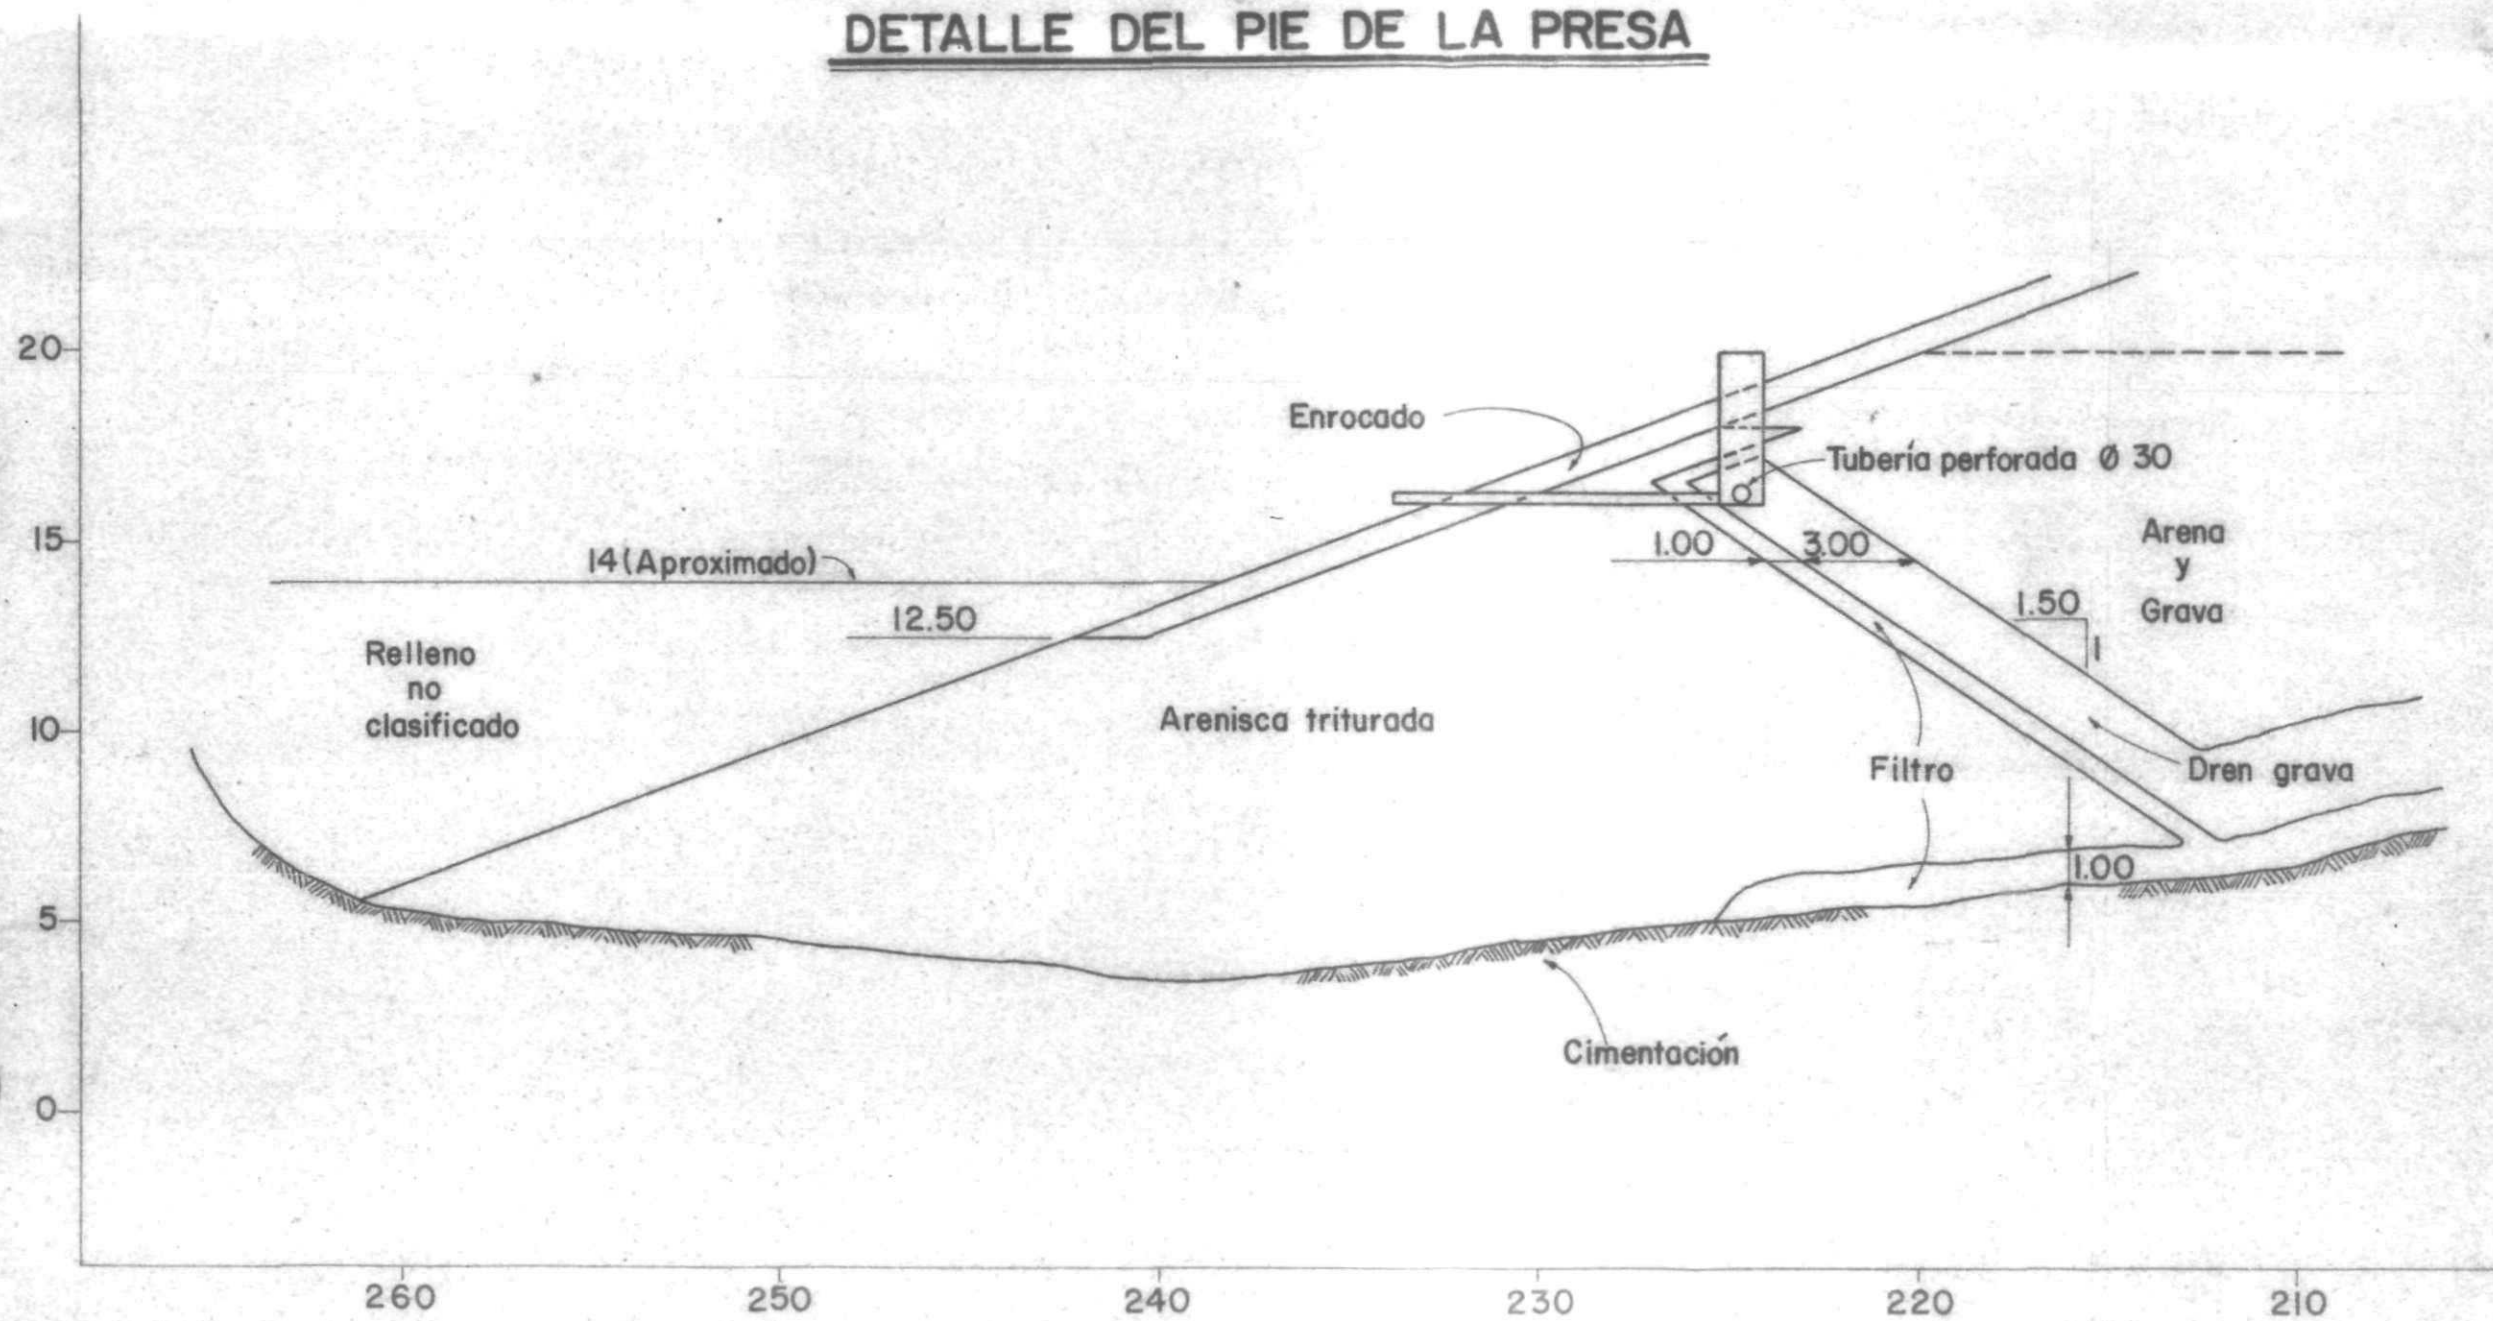 DETALLE DEL PIE DE LA PRESA
20
Enrocado
Tubería perforada Ø 30
15
14 (Aproximado)
1.00
3.00
Arena
y
Grava
12.50
1.50
1
Relleno
no
clasificado
10
Arenisca triturada
Filtro
Dren grava
1.00
5
Cimentación
0
260
250
240
230
220
210